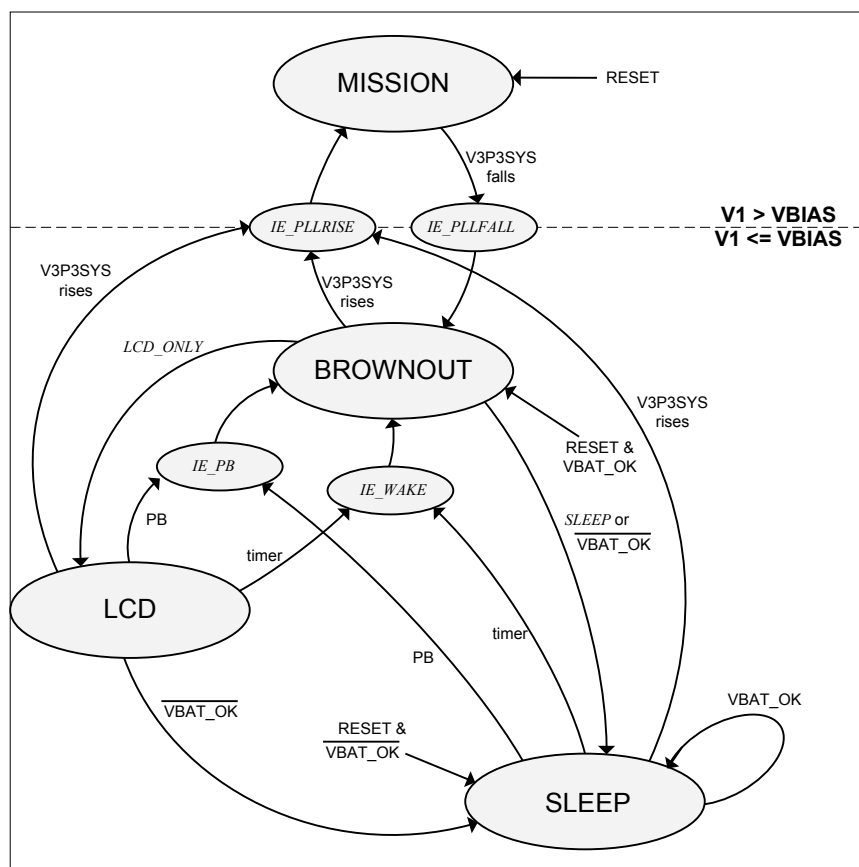 MISSION
RESET
V3P3SYS
falls
IE_PLLRISE
IE_PLLFALL
V1 > VBIAS
V1 <= VBIAS
V3P3SYS
rises
V3P3SYS
rises
LCD_ONLY
BROWNOUT
V3P3SYS
rises
RESET &
VBAT_OK
IE_PB
IE_WAKE
PB
timer
SLEEP or
VBAT_OK
LCD
timer
PB
VBAT_OK
VBAT_OK
RESET &
VBAT_OK
SLEEP